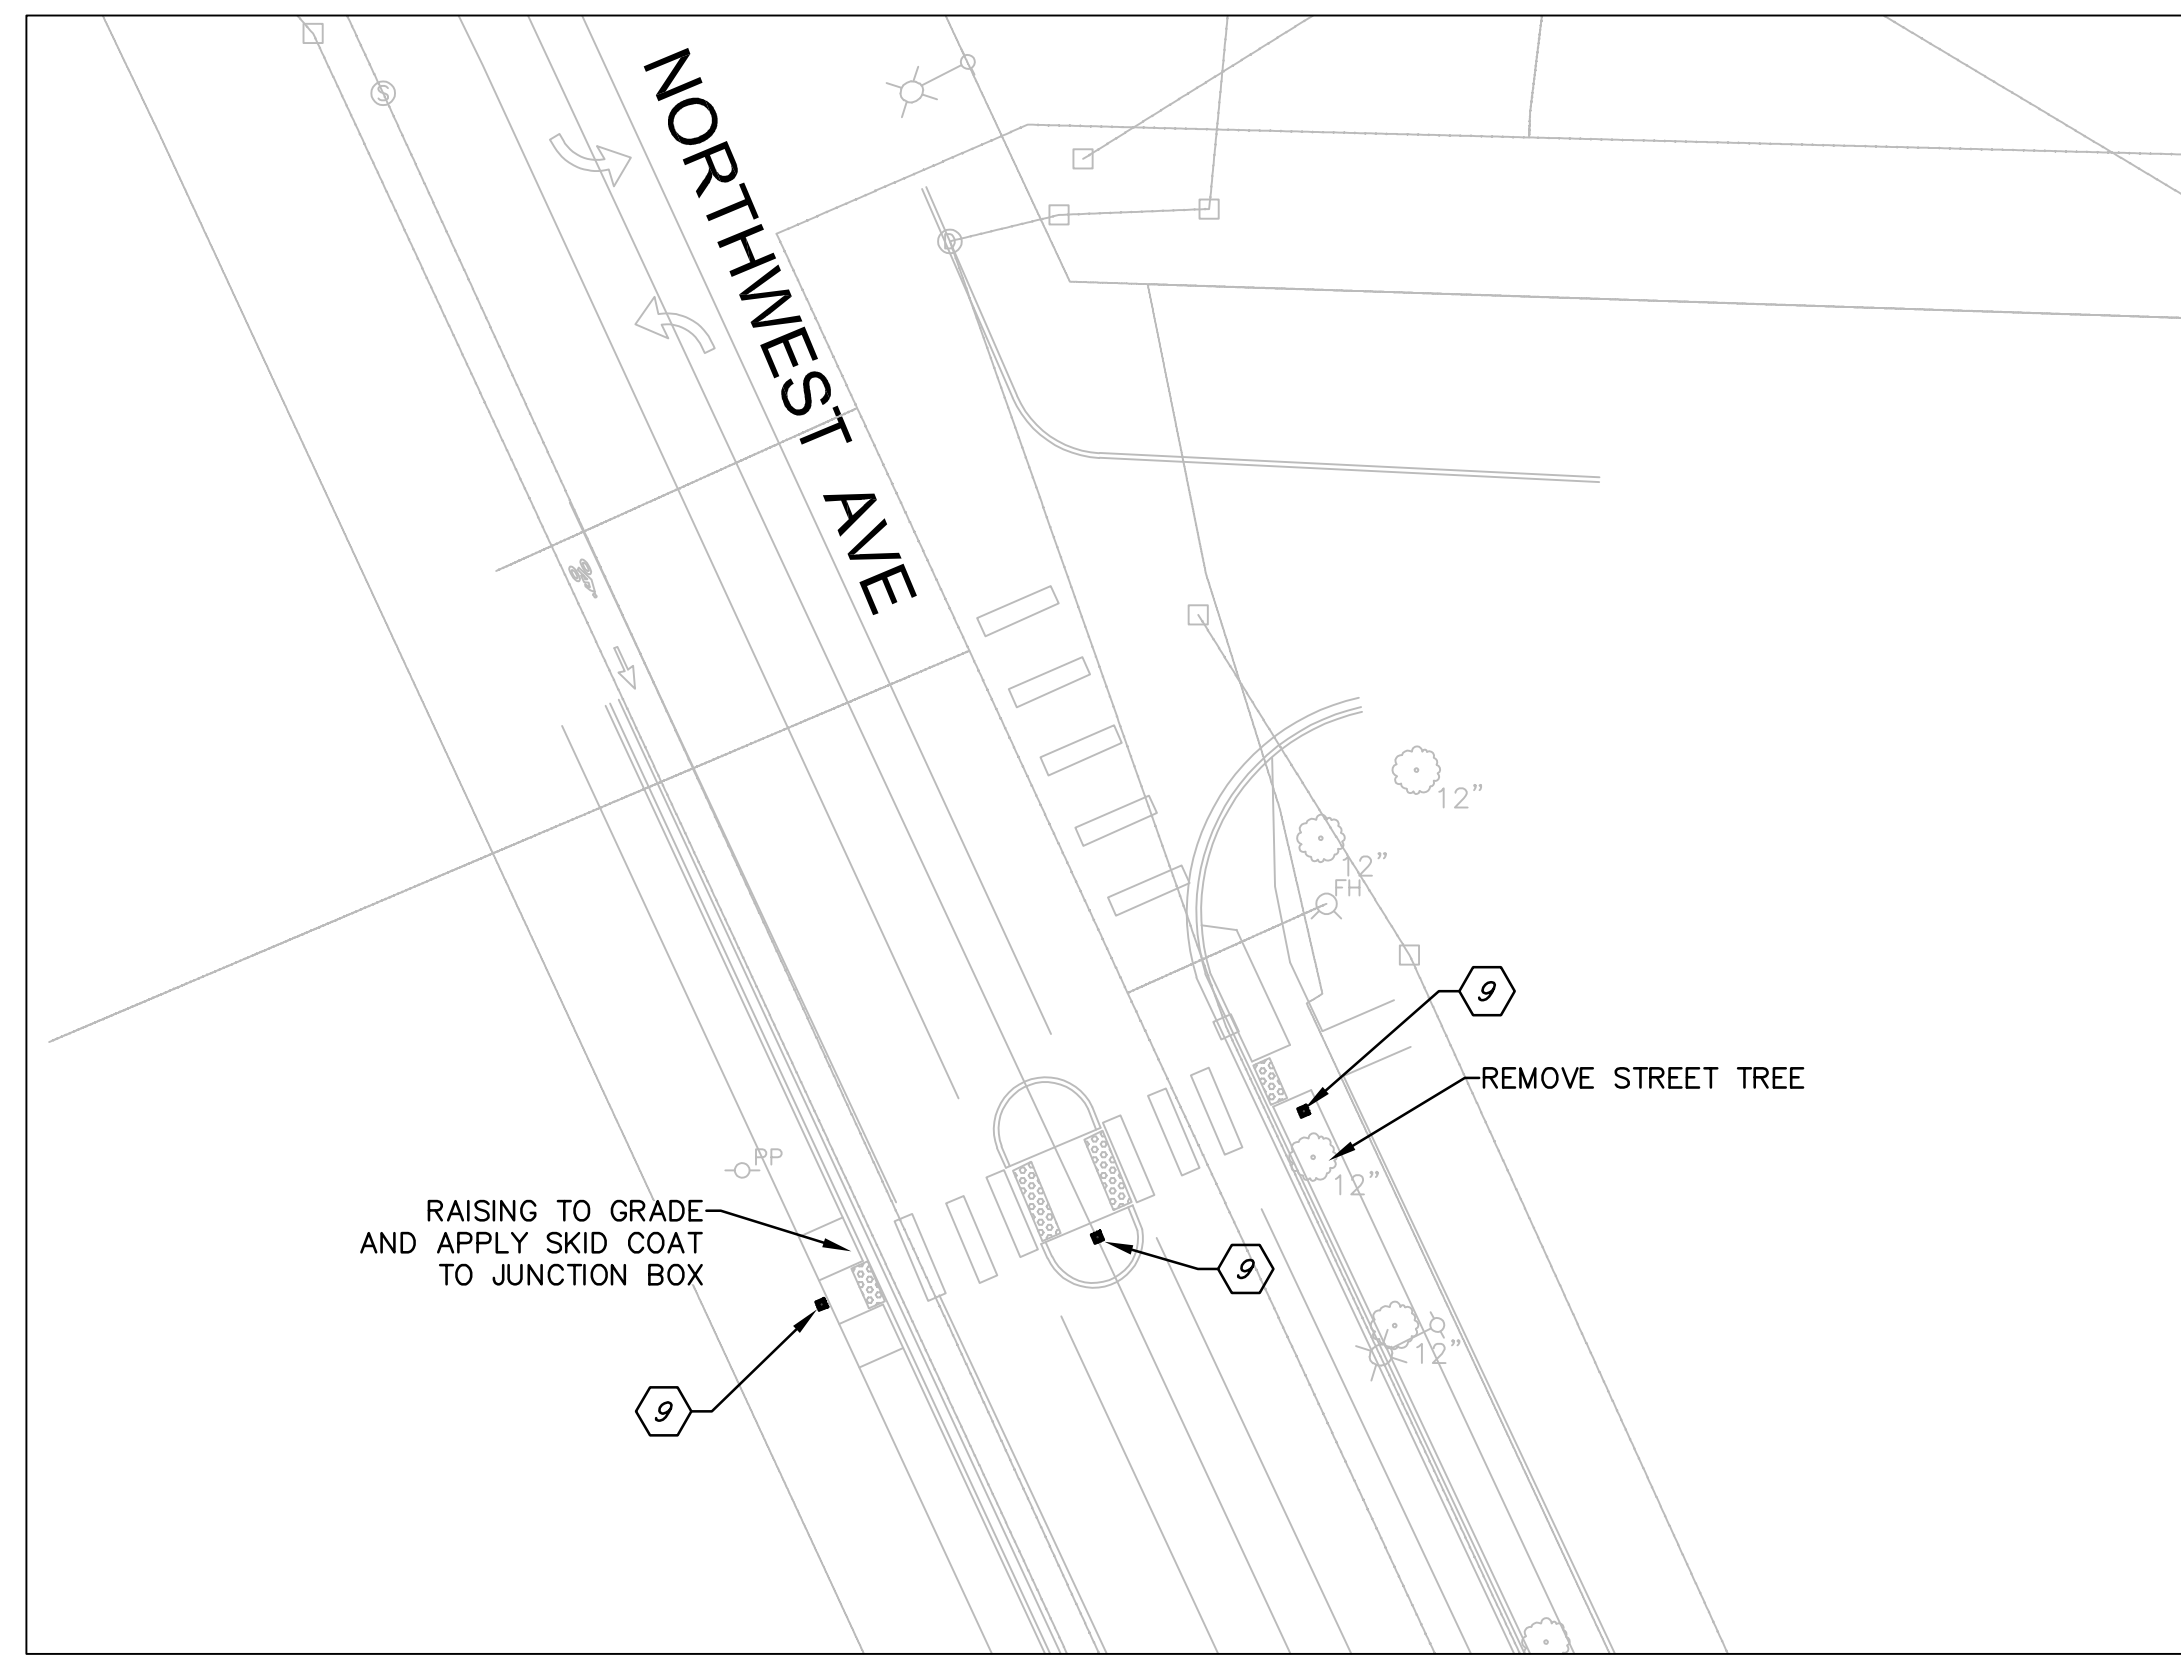 NORTHWEST AVE
S
D
12"
12"
FH
9
REMOVE STREET TREE
12"
PP
RAISING TO GRADE
AND APPLY SKID COAT
TO JUNCTION BOX
9
12"
9